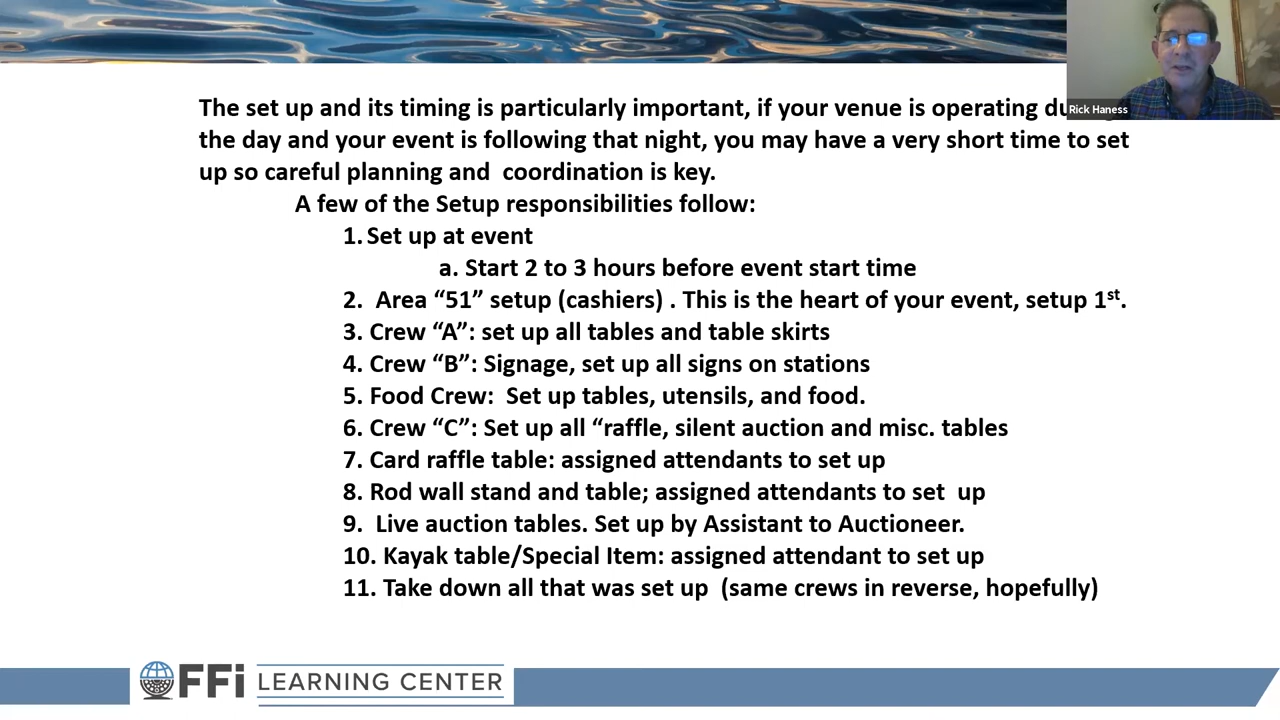 The set up and its timing is particularly important, if your venue is operating
the day and your event is following that night, you may have a very short time to set
up so careful planning and coordination is key.
A few of the Setup responsibilities follow:
1. Set up at event
a. Start 2 to 3 hours before event start time
2. Area “51” setup (cashiers) . This is the heart of your event, setup 1st.
3. Crew “A”: set up all tables and table skirts
4. Crew “B”: Signage, set up all signs on stations
5. Food Crew: Set up tables, utensils, and food.
6. Crew “C”: Set up all “raffle, silent auction and misc. tables
7. Card raffle table: assigned attendants to set up
8. Rod wall stand and table; assigned attendants to set up
9. Live auction tables. Set up by Assistant to Auctioneer.
10. Kayak table/Special Item: assigned attendant to set up
11. Take down all that was set up (same crews in reverse, hopefully)
Rick Haness
FFi LEARNING CENTER